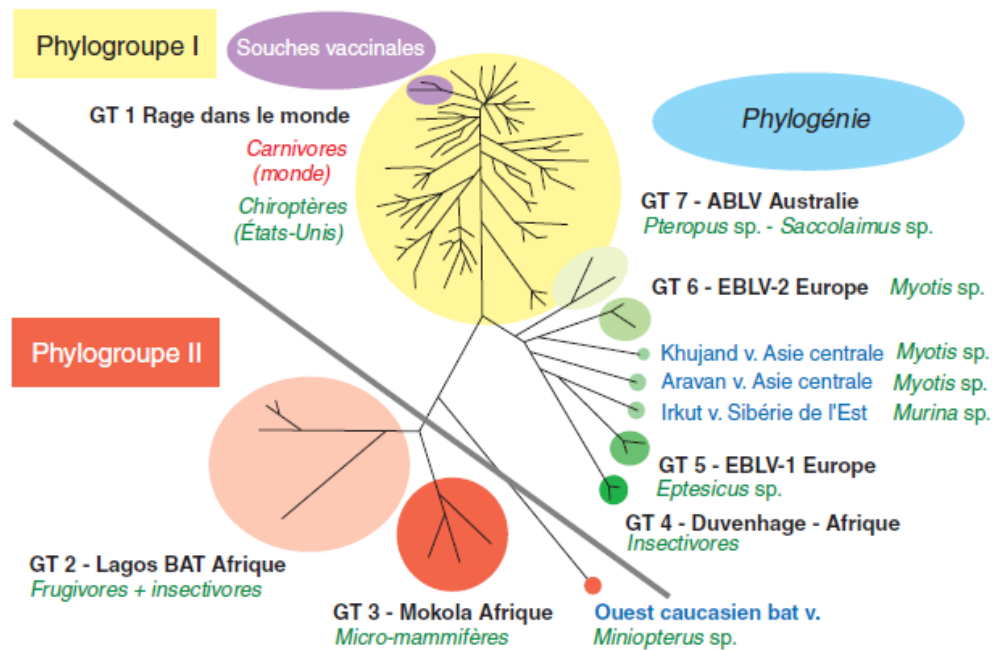 Phylogroupe I
Souches vaccinales
GT 1 Rage dans le monde
Carnivores
(monde)
Chiroptères
(États-Unis)
Phylogénie
GT 7 - ABLV Australie
Pteropus sp. - Saccolaimus sp.
GT 6 - EBLV-2 Europe Myotis sp.
Khujand v. Asie centrale Myotis sp.
Aravan v. Asie centrale Myotis sp.
Irkut v. Sibérie de l'Est Murina sp.
GT 5 - EBLV-1 Europe
Eptesicus sp.
GT 4 - Duvenhage - Afrique
Insectivores
Phylogroupe II
GT 2 - Lagos BAT Afrique
Frugivores + insectivores
GT 3 - Mokola Afrique
Micro-mammifères
Ouest caucasien bat v.
Miniopterus sp.